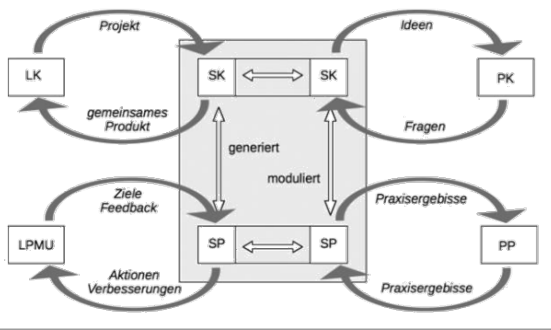 Projekt
Ideen
LK
SK
SK
PK
gemeinsames
Produkt
Fragen
generiert
moduliert
Ziele
Feedback
Praxisergebisse
LPMU
SP
SP
PP
Aktionen
Verbesserungen
Praxisergebisse